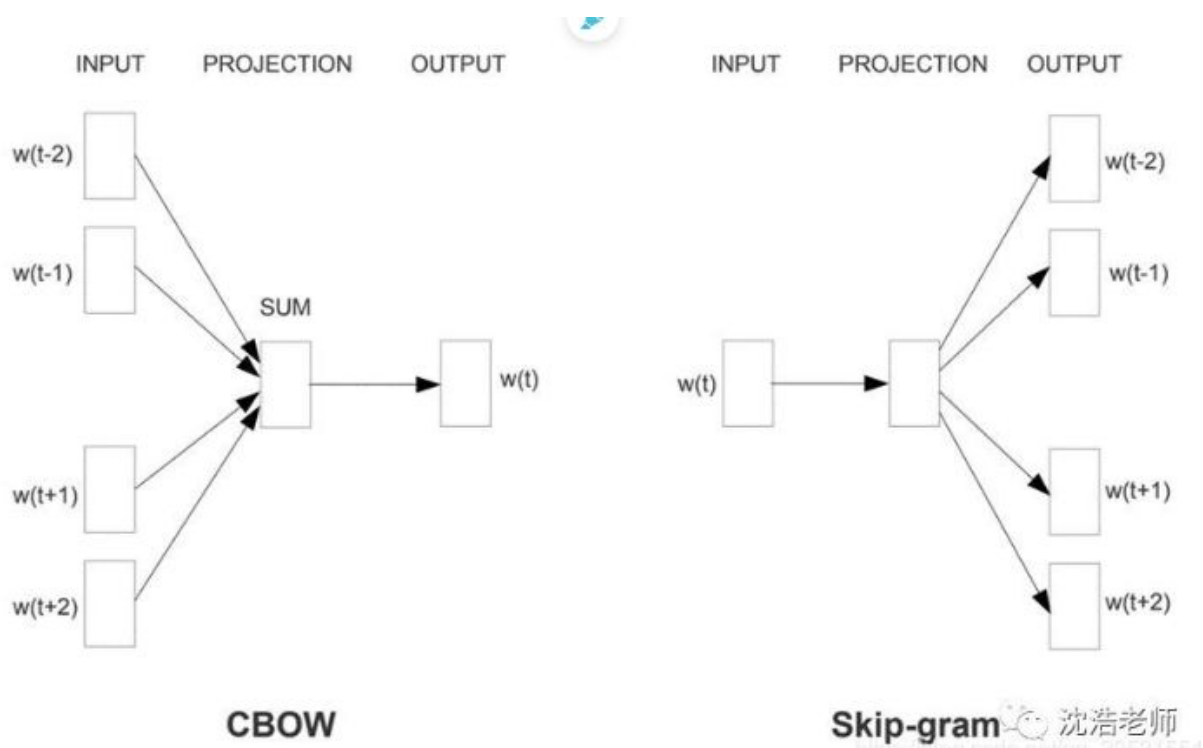 INPUT PROJECTION OUTPUT
w(t-2)
w(t-1)
SUM
w(t)
w(t+1)
w(t+2)
CBOW
INPUT PROJECTION OUTPUT
w(t-2)
w(t-1)
w(t)
w(t+1)
w(t+2)
Skip-gram
沈浩老师